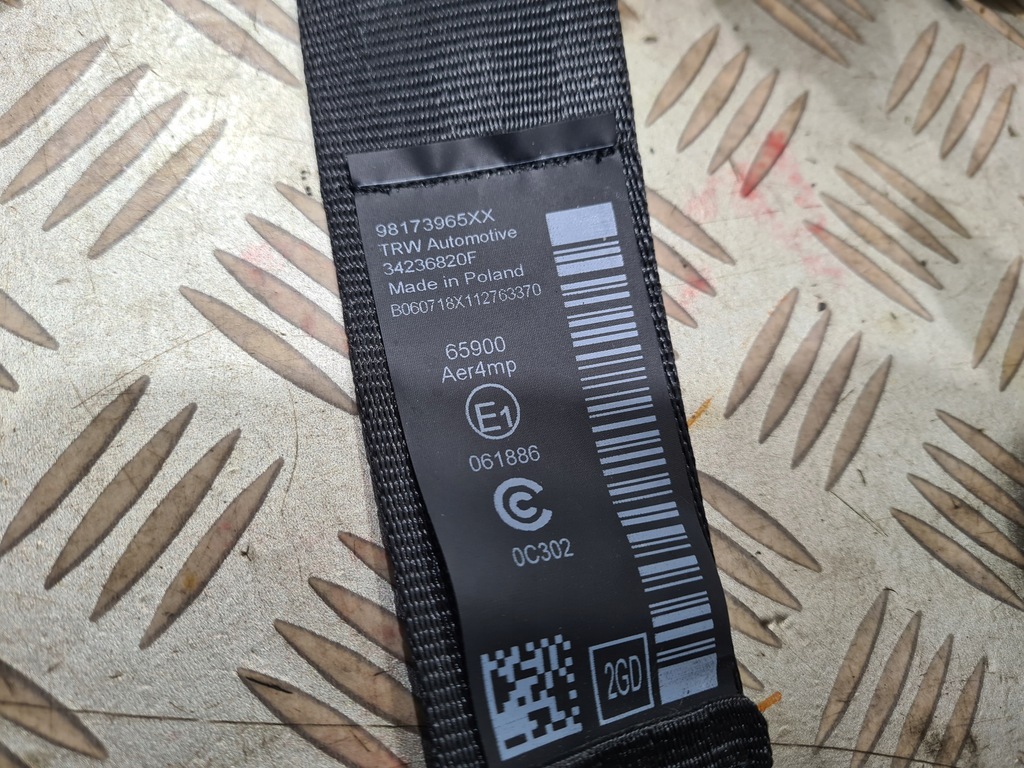 98173965XX
TRW Automotive
34236820F
Made in Poland
B060718X112763370
65900
Aer4mp
E1
061886
0C302
2GD